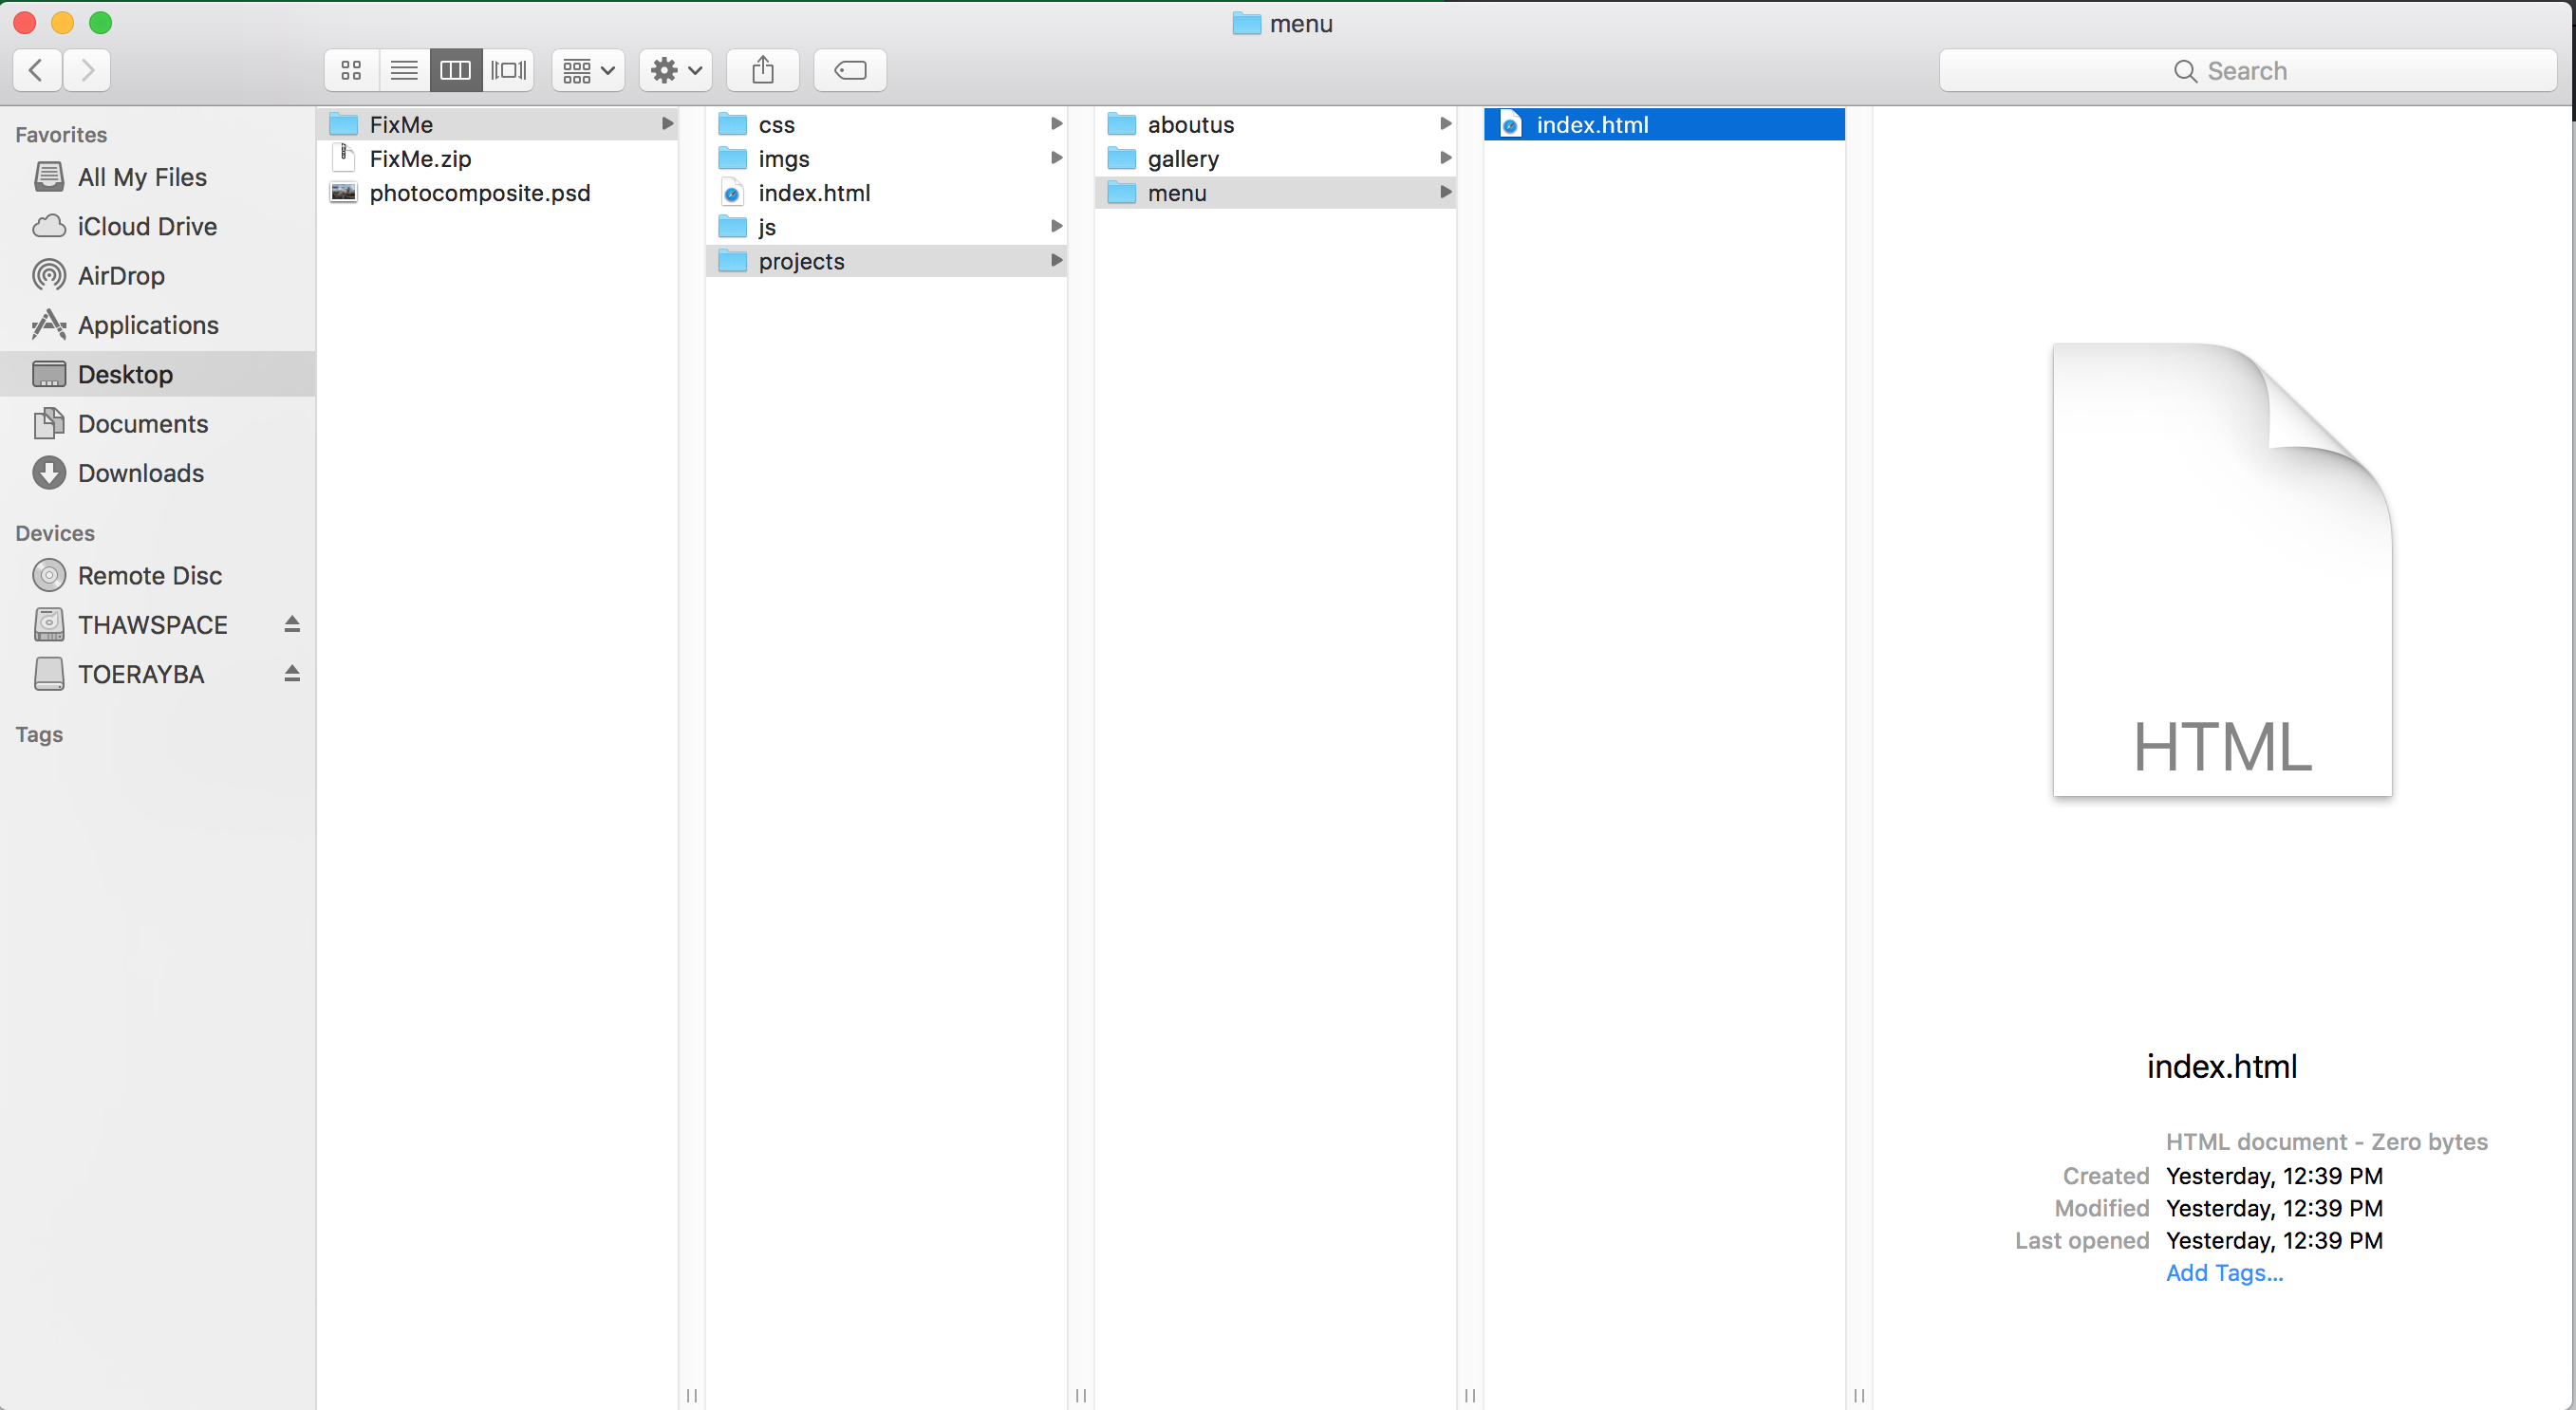 menu
Search
Favorites
All My Files
iCloud Drive
AirDrop
Applications
Desktop
Documents
Downloads
Devices
Remote Disc
THAWSPACE
TOERAYBA
Tags
FixMe
FixMe.zip
photocomposite.psd
css
imgs
index.html
js
projects
aboutus
gallery
menu
index.html
HTML
index.html
HTML document - Zero bytes
Created Yesterday, 12:39 PM
Modified Yesterday, 12:39 PM
Last opened Yesterday, 12:39 PM
Add Tags...